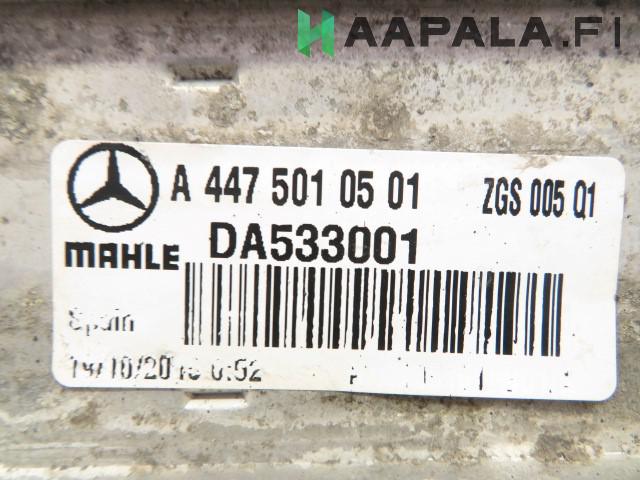 HAAPALA.FI
A 447 501 05 01 ZGS 005 Q1
MAHLE DA533001
Spain